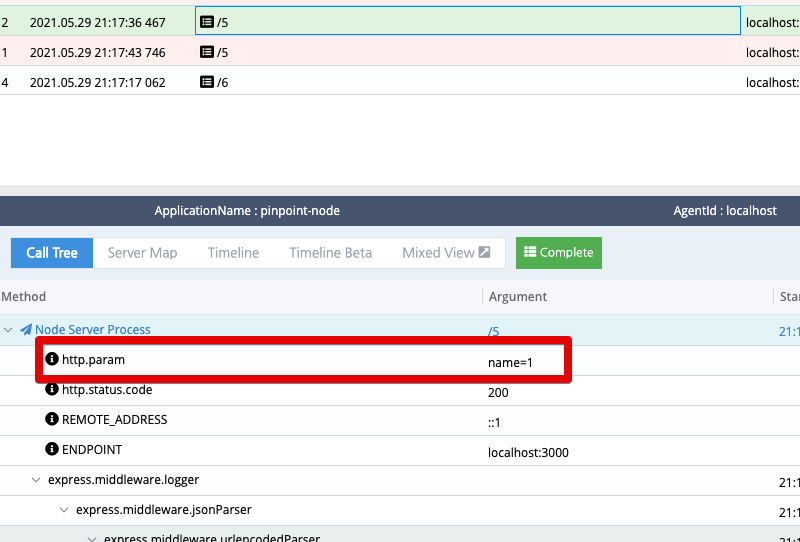 2 2021.05.29 21:17:36 467 /5 localhost:
1 2021.05.29 21:17:43 746 /5 localhost:
4 2021.05.29 21:17:17 062 /6 localhost:
ApplicationName : pinpoint-node AgentId : localhost
Call Tree Server Map Timeline Timeline Beta Mixed View Complete
Method Argument Star
Node Server Process /5 21:1
http.param name=1
http.status.code 200
REMOTE_ADDRESS ::1
ENDPOINT localhost:3000
express.middleware.logger 21:1
express.middleware.jsonParser 21:1
express.middleware.urlencodedParser 21:1